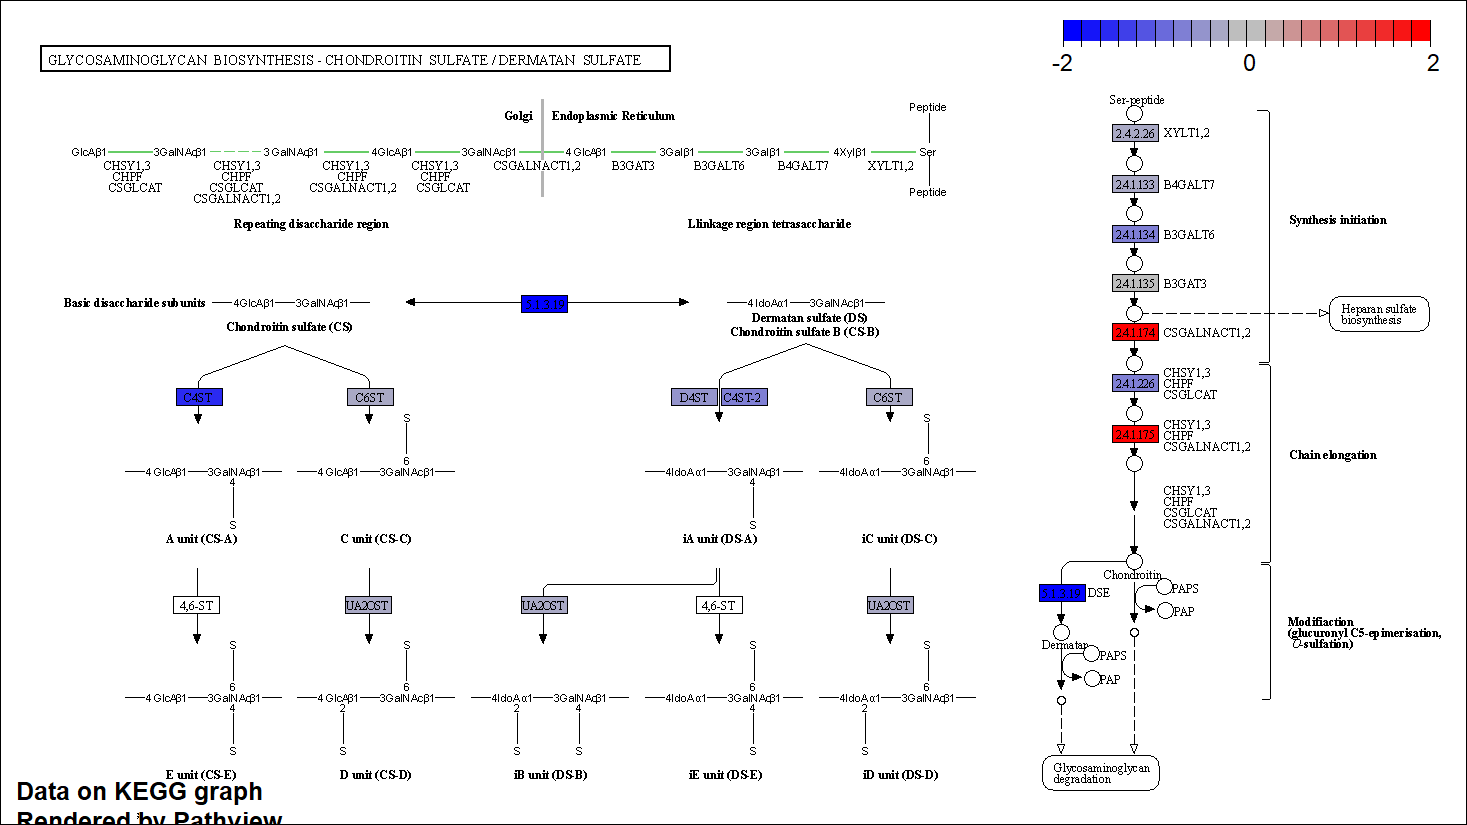 -2 0 2
GLYCOSAMINOGLYCAN BIOSYNTHESIS - CHONDROITIN SULFATE / DERMATAN SULFATE
Golgi Endoplasmic Reticulum
Peptide
GlcAβ1 3GalNAcβ1 3GalNAcβ1 4GlcAβ1 3GalNAcβ1 4 GlcAβ1 3Galβ1 3Galβ1 4Xylβ1 Ser
CHSY1,3 CHSY1,3 CHSY1,3 CHSY1,3 CSGALNACT1,2 B3GAT3 B3GALT6 B4GALT7 XYLT1,2
CHPF CHPF CHPF CHPF
CSGLCAT CSGLCAT CSGALNACT1,2 CSGLCAT
CSGALNACT1,2
Peptide
Repeating disaccharide region Llinkage region tetrasaccharide
Basic disaccharide subunits 4GlcAβ1 3GalNAcβ1 4IdoAα1 3GalNAcβ1
Chondroitin sulfate (CS) Dermatan sulfate (DS)
Chondroitin sulfate B (CS-B)
C4ST C6ST D4ST C4ST-2 C6ST
S S
6 6
4 GlcAβ1 3GalNAcβ1 4 GlcAβ1 3GalNAcβ1 4IdoAα1 3GalNAcβ1 4IdoAα1 3GalNAcβ1
4 4
S S
A unit (CS-A) C unit (CS-C) iA unit (DS-A) iC unit (DS-C)
4,6-ST UA2OST UA2OST 4,6-ST UA2OST
S S S S
6 6 6 6
4 GlcAβ1 3GalNAcβ1 4 GlcAβ1 3GalNAcβ1 4IdoAα1 3GalNAcβ1 4IdoAα1 3GalNAcβ1 4IdoAα1 3GalNAcβ1
4 2 2 4 4 2
S S S S S S
E unit (CS-E) D unit (CS-D) iB unit (DS-B) iE unit (DS-E) iD unit (DS-D)
Ser-peptide
2.4.2.26 XYLT1,2
2.4.1.133 B4GALT7
2.4.1.134 B3GALT6
2.4.1.135 B3GAT3
2.4.1.174 CSGALNACT1,2
Synthesis initiation
Heparan sulfate
biosynthesis
2.4.1.226 CHSY1,3
CHPF
CSGLCAT
2.4.1.175 CHSY1,3
CHPF
CSGALNACT1,2
Chain elongation
CHSY1,3
CHPF
CSGLCAT
CSGALNACT1,2
Chondroitin
DSE PAPS
PAP
Dermatan
PAPS
PAP
Modifiaction
(glucuronyl C5-epimerisation,
O-sulfation)
Glycosaminoglycan
degradation
Data on KEGG graph
Rendered by Pathview